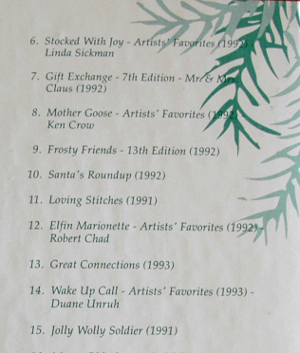 6. Stocked With Joy - Artists' Favorites (1992)
Linda Sickman
7. Gift Exchange - 7th Edition - Mr. & Mrs.
Claus (1992)
8. Mother Goose - Artists' Favorites (1992) -
Ken Crow
9. Frosty Friends - 13th Edition (1992)
10. Santa's Roundup (1992)
11. Loving Stitches (1991)
12. Elfin Marionette - Artists' Favorites (1992) -
Robert Chad
13. Great Connections (1993)
14. Wake Up Call - Artists' Favorites (1993) -
Duane Unruh
15. Jolly Wolly Soldier (1991)